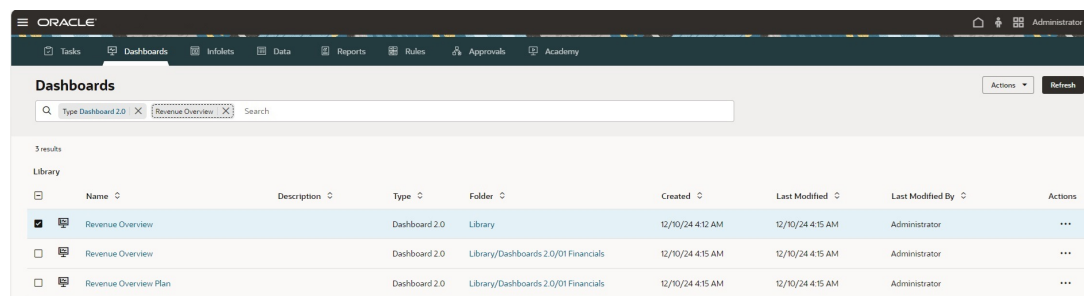 ORACLE Administrator
Tasks Dashboards Infolets Data Reports Rules Approvals Academy
Dashboards Actions Refresh
Type Dashboard 2.0 Revenue Overview Search
3 results
Library
Name Description Type Folder Created Last Modified Last Modified By Actions
Revenue Overview Dashboard 2.0 Library 12/10/24 4:12 AM 12/10/24 4:15 AM Administrator
Revenue Overview Dashboard 2.0 Library/Dashboards 2.0/01 Financials 12/10/24 4:15 AM 12/10/24 4:15 AM Administrator
Revenue Overview Plan Dashboard 2.0 Library/Dashboards 2.0/01 Financials 12/10/24 4:15 AM 12/10/24 4:15 AM Administrator